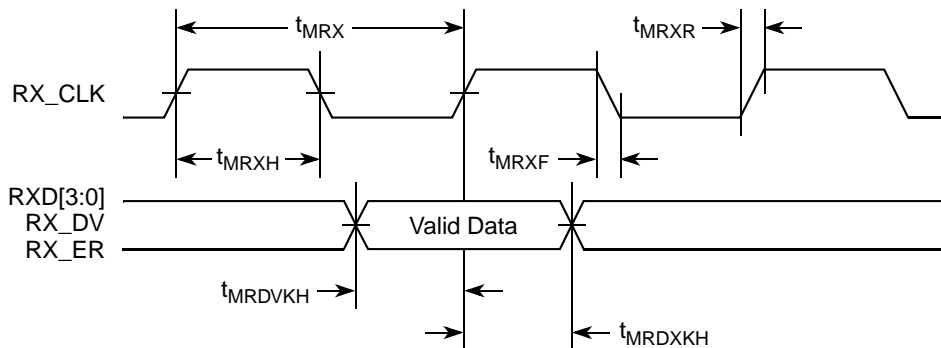 tMRX
tMRXR
RX_CLK
tMRXH
tMRXF
RXD[3:0]
RX_DV
Valid Data
RX_ER
tMRDVKH
tMRDXKH